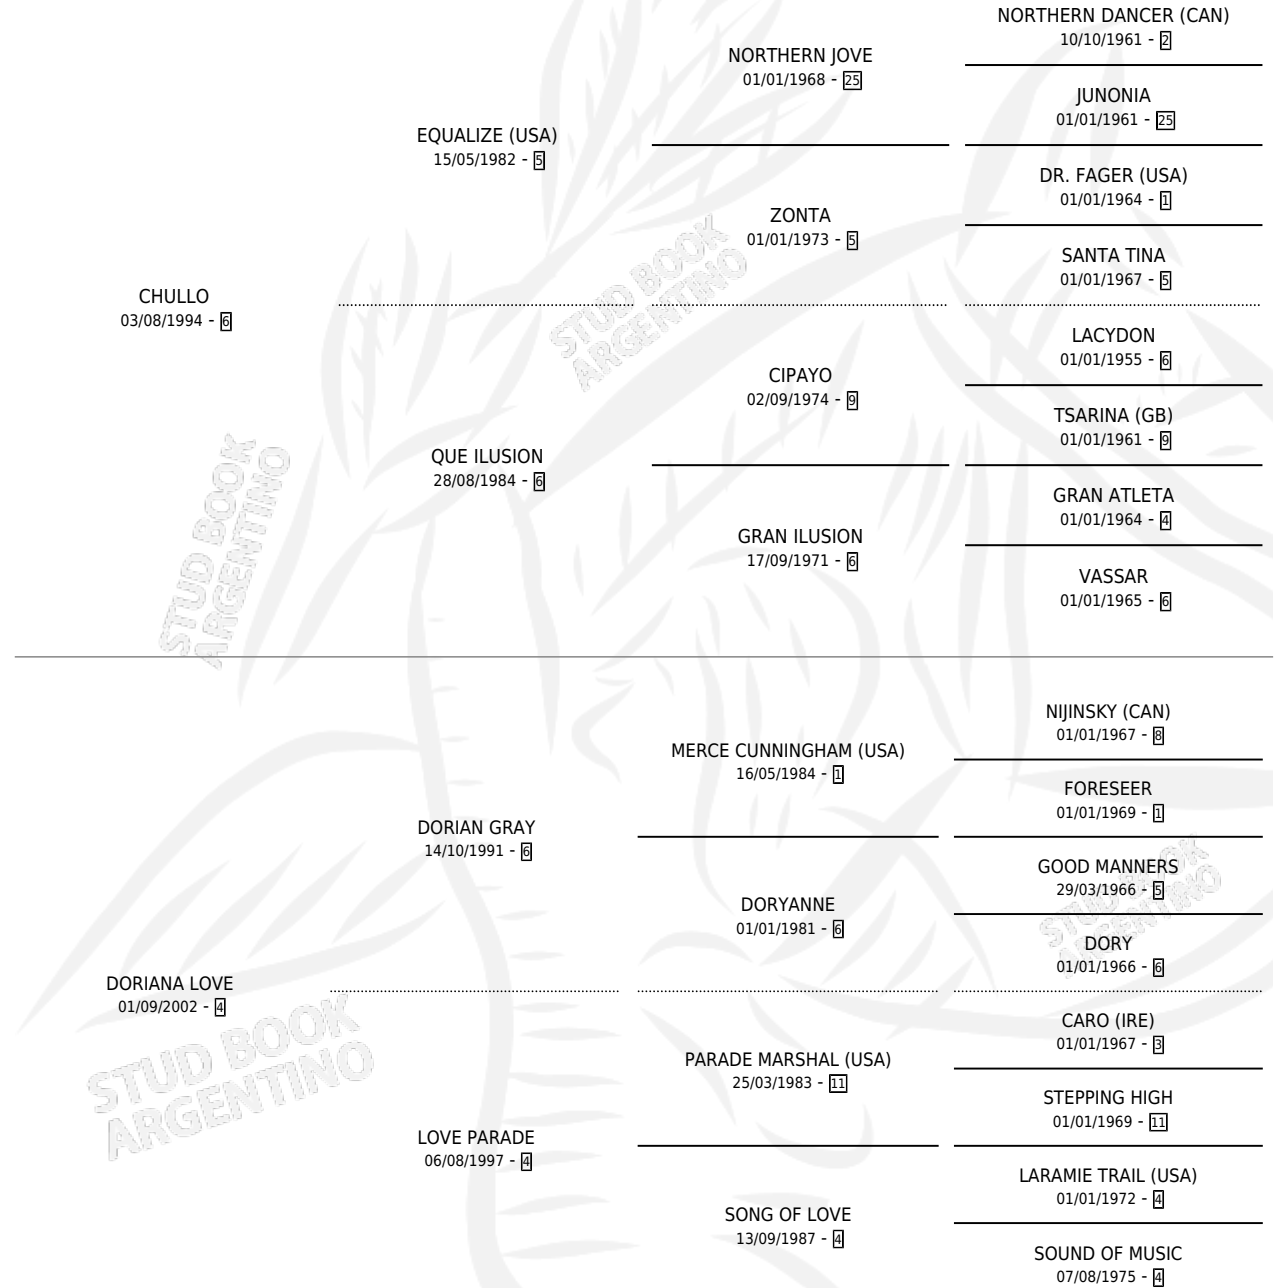 NORTHERN DANCER (CAN)
10/10/1961 - 2
NORTHERN JOVE
01/01/1968 - 25
JUNONIA
01/01/1961 - 25
EQUALIZE (USA)
15/05/1982 - 5
DR. FAGER (USA)
01/01/1964 - 1
ZONTA
01/01/1973 - 5
SANTA TINA
01/01/1967 - 5
CHULLO
03/08/1994 - 6
STUD BOOK
ARGENTINO
LACYDON
01/01/1955 - 6
CIPAYO
02/09/1974 - 9
TSARINA (GB)
01/01/1961 - 9
QUE ILUSION
28/08/1984 - 6
GRAN ATLETA
01/01/1964 - 4
GRAN ILUSION
17/09/1971 - 6
VASSAR
01/01/1965 - 6
STUD BOOK
ARGENTINO
NIJINSKY (CAN)
01/01/1967 - 8
MERCE CUNNINGHAM (USA)
16/05/1984 - 1
FORESEER
01/01/1969 - 1
DORIAN GRAY
14/10/1991 - 6
GOOD MANNERS
29/03/1966 - 5
DORYANNE
01/01/1981 - 6
DORY
01/01/1966 - 6
STUD BOOK
ARGENTINO
DORIANA LOVE
01/09/2002 - 4
CARO (IRE)
01/01/1967 - 3
PARADE MARSHAL (USA)
25/03/1983 - 11
STEPPING HIGH
01/01/1969 - 11
STUD BOOK
ARGENTINO
LOVE PARADE
06/08/1997 - 4
LARAMIE TRAIL (USA)
01/01/1972 - 4
SONG OF LOVE
13/09/1987 - 4
SOUND OF MUSIC
07/08/1975 - 4